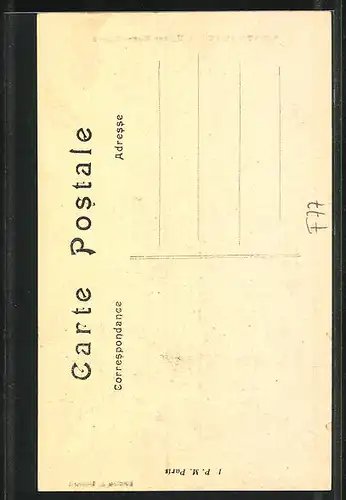 Carte Postale
Correspondance
Adresse
I. P. M. Paris
F77